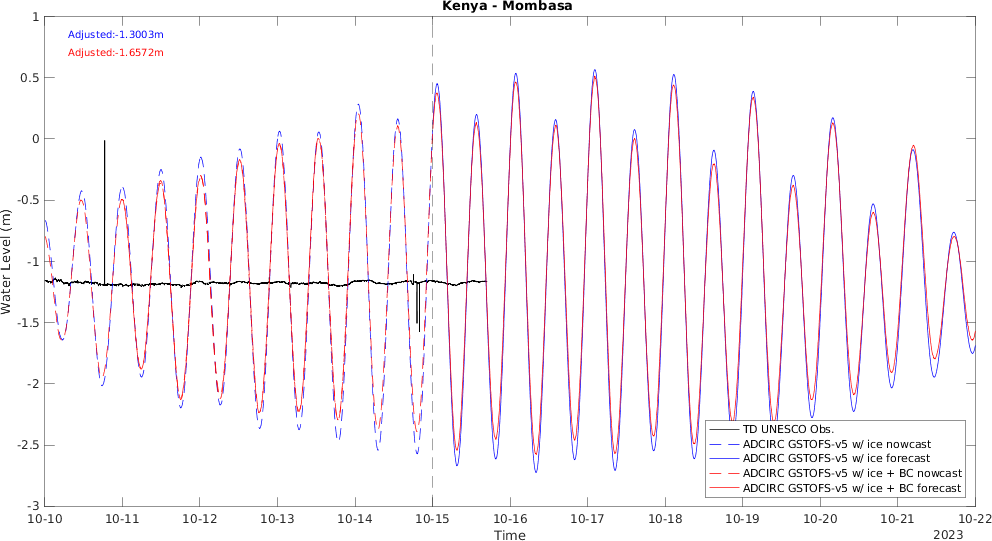 Kenya - Mombasa
Adjusted:-1.3003m
Adjusted:-1.6572m
Water Level (m)
1
0.5
0
-0.5
-1
-1.5
-2
-2.5
-3
TD UNESCO Obs.
ADCIRC GSTOFS-v5 w/ ice nowcast
ADCIRC GSTOFS-v5 w/ ice forecast
ADCIRC GSTOFS-v5 w/ ice + BC nowcast
ADCIRC GSTOFS-v5 w/ ice + BC forecast
10-10 10-11 10-12 10-13 10-14 10-15 10-16 10-17 10-18 10-19 10-20 10-21 10-22
Time
2023